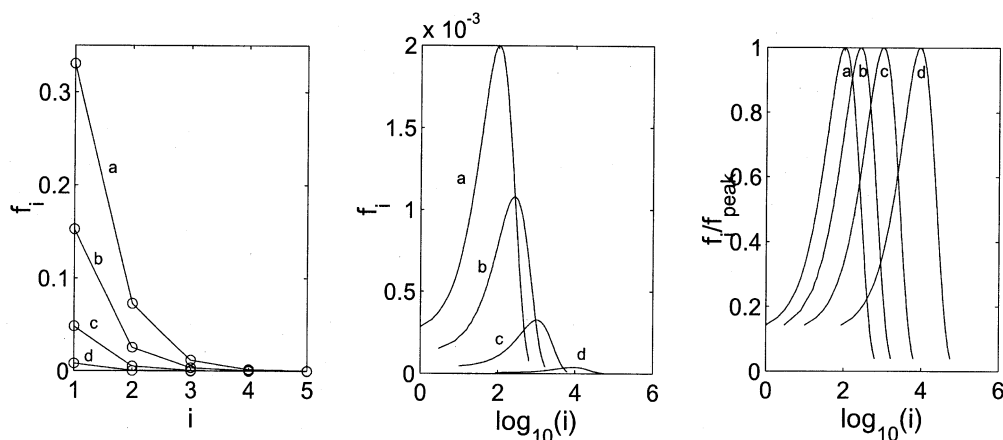 0.3
0.2
0.1
0
f_i
a
b
c
d
1 2 3 4 5
i
x 10^-3
2
1.5
1
0.5
0
f_i
a
b
c
d
0 2 4 6
log_10(i)
1
0.8
0.6
0.4
0.2
0
f_i/f_peak
a b c d
0 2 4 6
log_10(i)